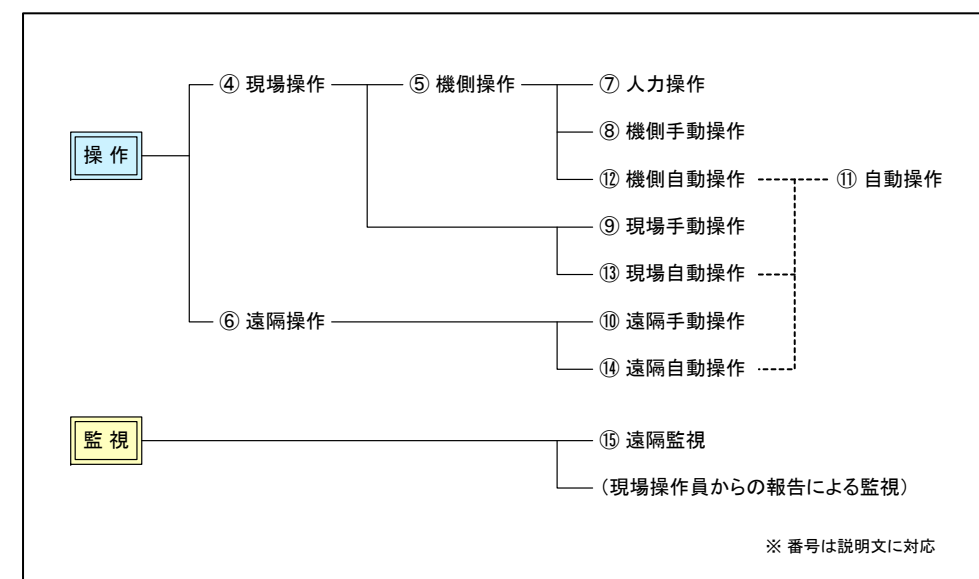 ④ 現場操作
⑤ 機側操作
⑦ 人力操作
⑧ 機側手動操作
操 作
⑫ 機側自動操作
⑪ 自動操作
⑨ 現場手動操作
⑬ 現場自動操作
⑥ 遠隔操作
⑩ 遠隔手動操作
⑭ 遠隔自動操作
監 視
⑮ 遠隔監視
（現場操作員からの報告による監視）
※ 番号は説明文に対応